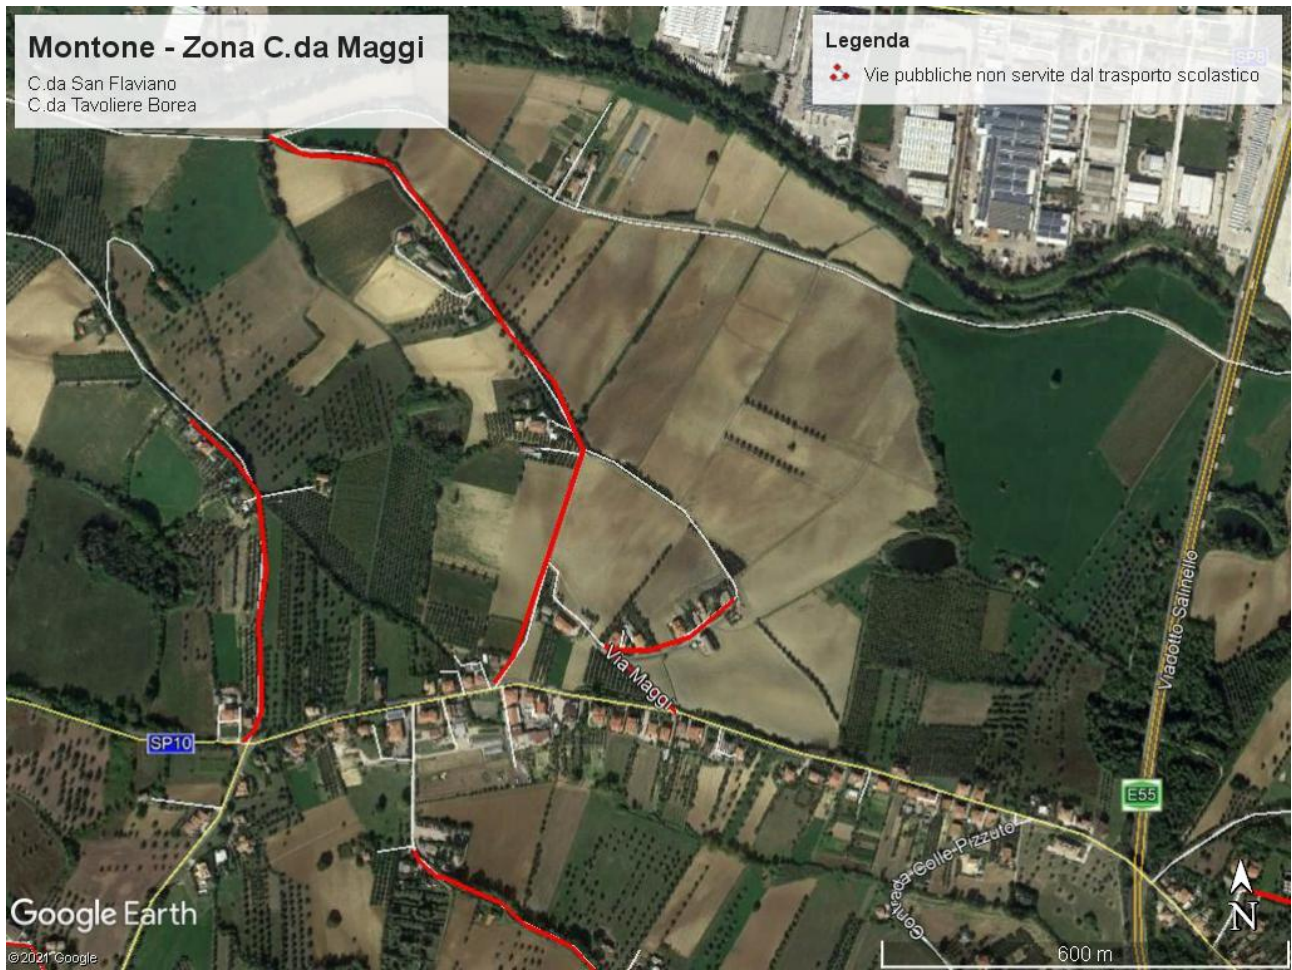 Montone - Zona C.da Maggi
C.da San Flaviano
C.da Tavoliere Borea
Legenda
Vie pubbliche non servite dal trasporto scolastico
SP8
Viadotto Salinello
Via Maggi
SP10
E55
Contrada Colle Pizzuto
Google Earth
©2021 Google
N
600 m